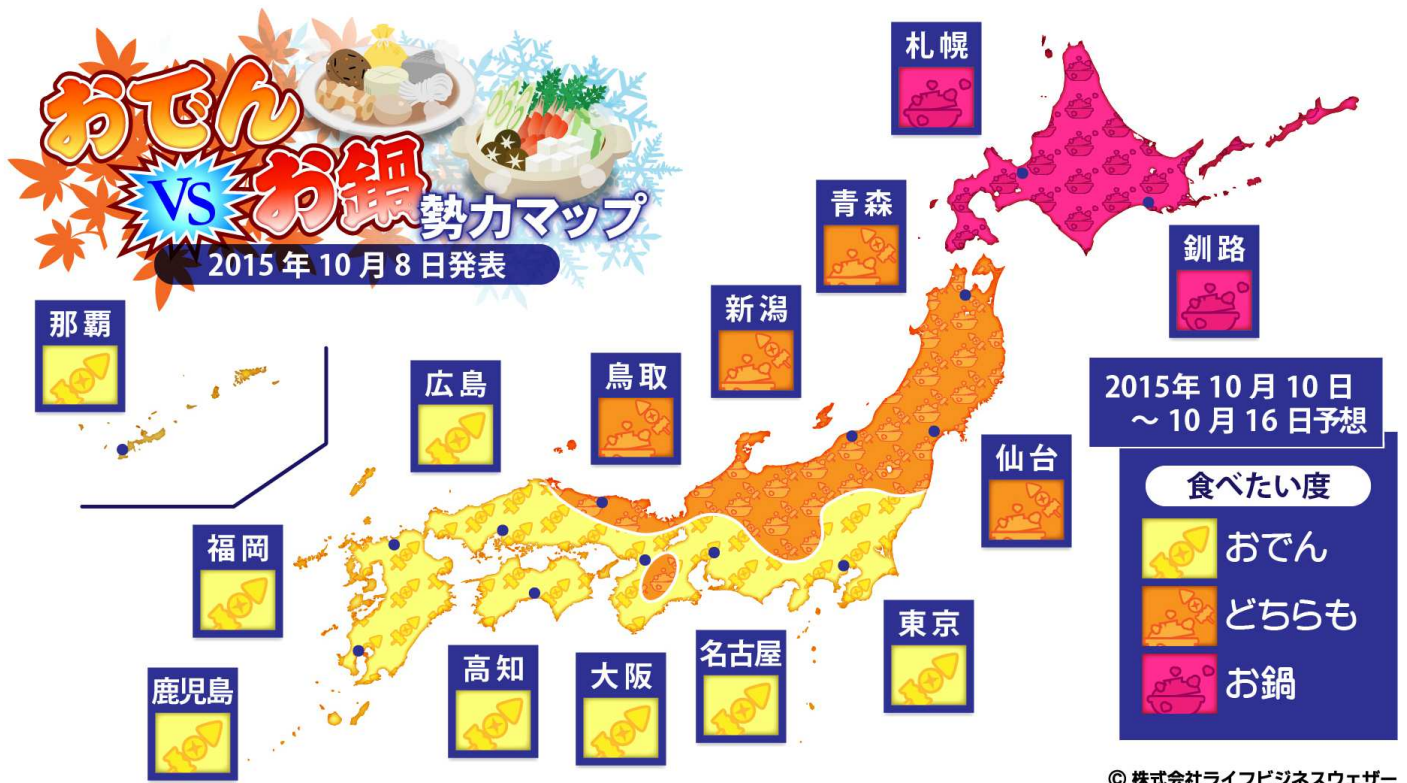 おでん
VS
お鍋
勢力マップ
2015年10月8日発表
札幌
青森
釧路
新潟
那覇
広島
鳥取
仙台
福岡
鹿児島
高知
大阪
名古屋
東京
2015年10月10日
～10月16日予想
食べたい度
おでん
どちらも
お鍋
© 株式会社ライフビジネスウェザー